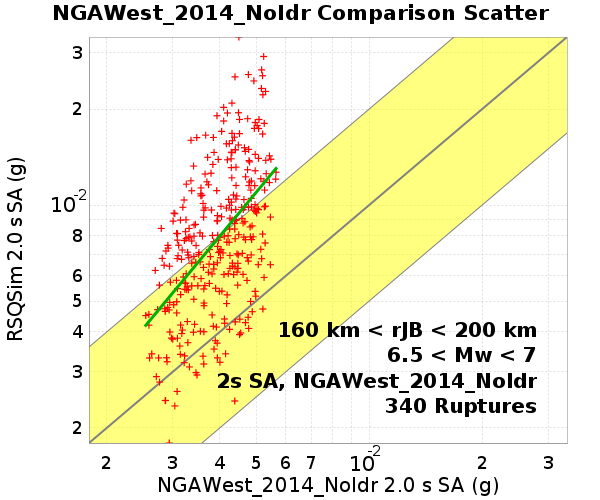 NGAWest_2014_NoIdr Comparison Scatter
RSQSim 2.0 s SA (g)
3
2
10-2
8
6
5
4
3
2
160 km < rJB < 200 km
6.5 < Mw < 7
2s SA, NGAWest_2014_NoIdr
340 Ruptures
2 3 4 5 6 7 10-2 2 3
NGAWest_2014_NoIdr 2.0 s SA (g)